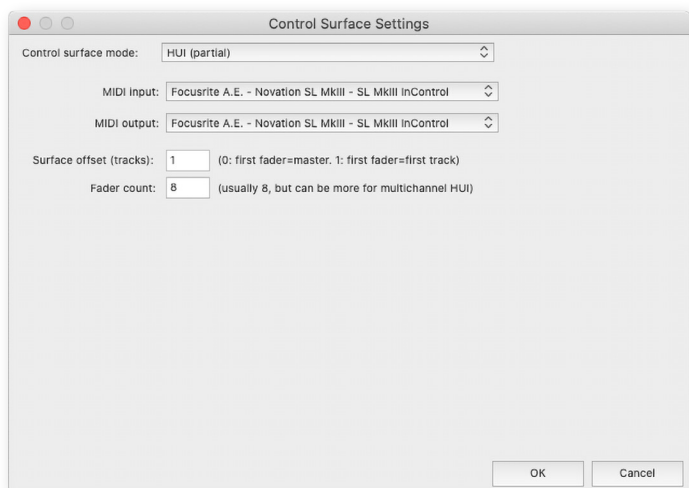 Control Surface Settings
Control surface mode: HUI (partial)
MIDI input: Focusrite A.E. - Novation SL MkIII - SL MkIII InControl
MIDI output: Focusrite A.E. - Novation SL MkIII - SL MkIII InControl
Surface offset (tracks): 1 (0: first fader=master. 1: first fader=first track)
Fader count: 8 (usually 8, but can be more for multichannel HUI)
OK Cancel